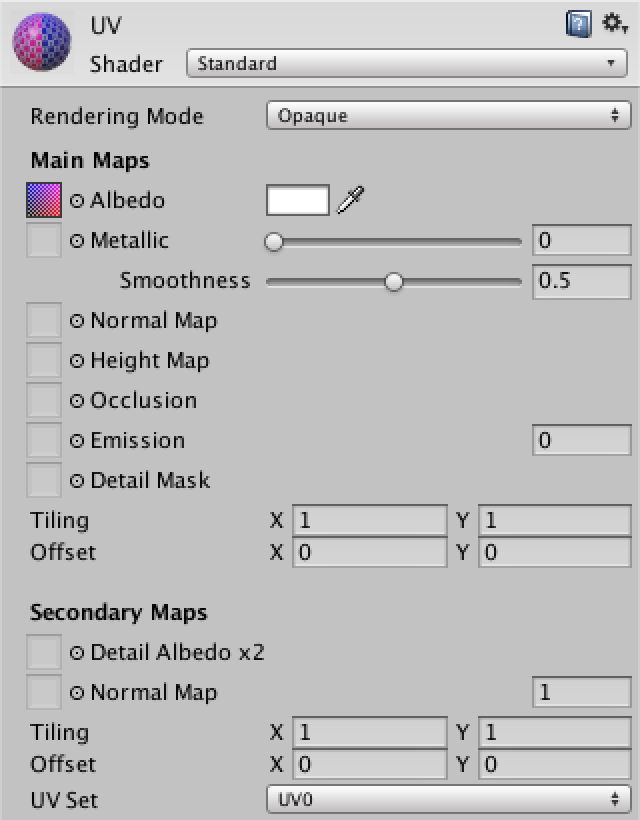 UV
Shader Standard
Rendering Mode Opaque
Main Maps
Albedo
Metallic 0
Smoothness 0.5
Normal Map
Height Map
Occlusion
Emission 0
Detail Mask
Tiling X 1 Y 1
Offset X 0 Y 0
Secondary Maps
Detail Albedo x2
Normal Map 1
Tiling X 1 Y 1
Offset X 0 Y 0
UV Set UV0